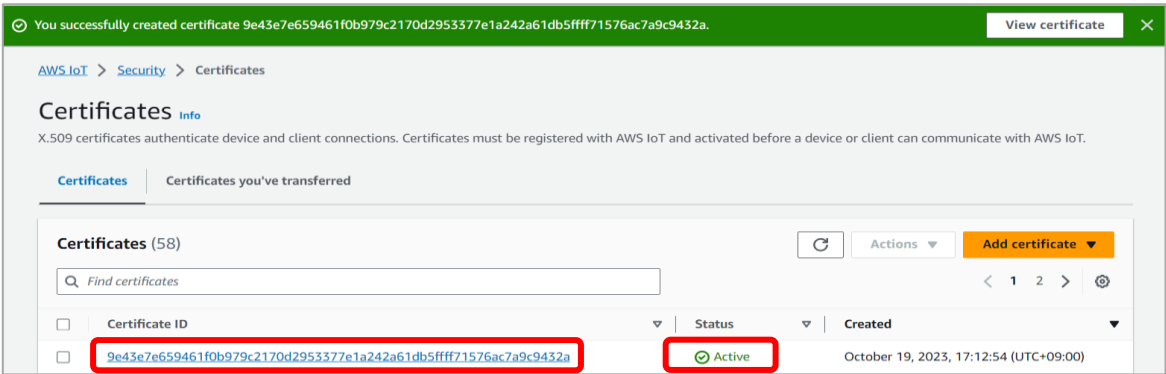 You successfully created certificate 9e43e7e659461f0b979c2170d2953377e1a242a61db5ffff71576ac7a9c9432a.
View certificate
AWS IoT > Security > Certificates
Certificates Info
X.509 certificates authenticate device and client connections. Certificates must be registered with AWS IoT and activated before a device or client can communicate with AWS IoT.
Certificates
Certificates you've transferred
Certificates (58)
Actions
Add certificate
Find certificates
1 2
Certificate ID Status Created
9e43e7e659461f0b979c2170d2953377e1a242a61db5ffff71576ac7a9c9432a Active October 19, 2023, 17:12:54 (UTC+09:00)